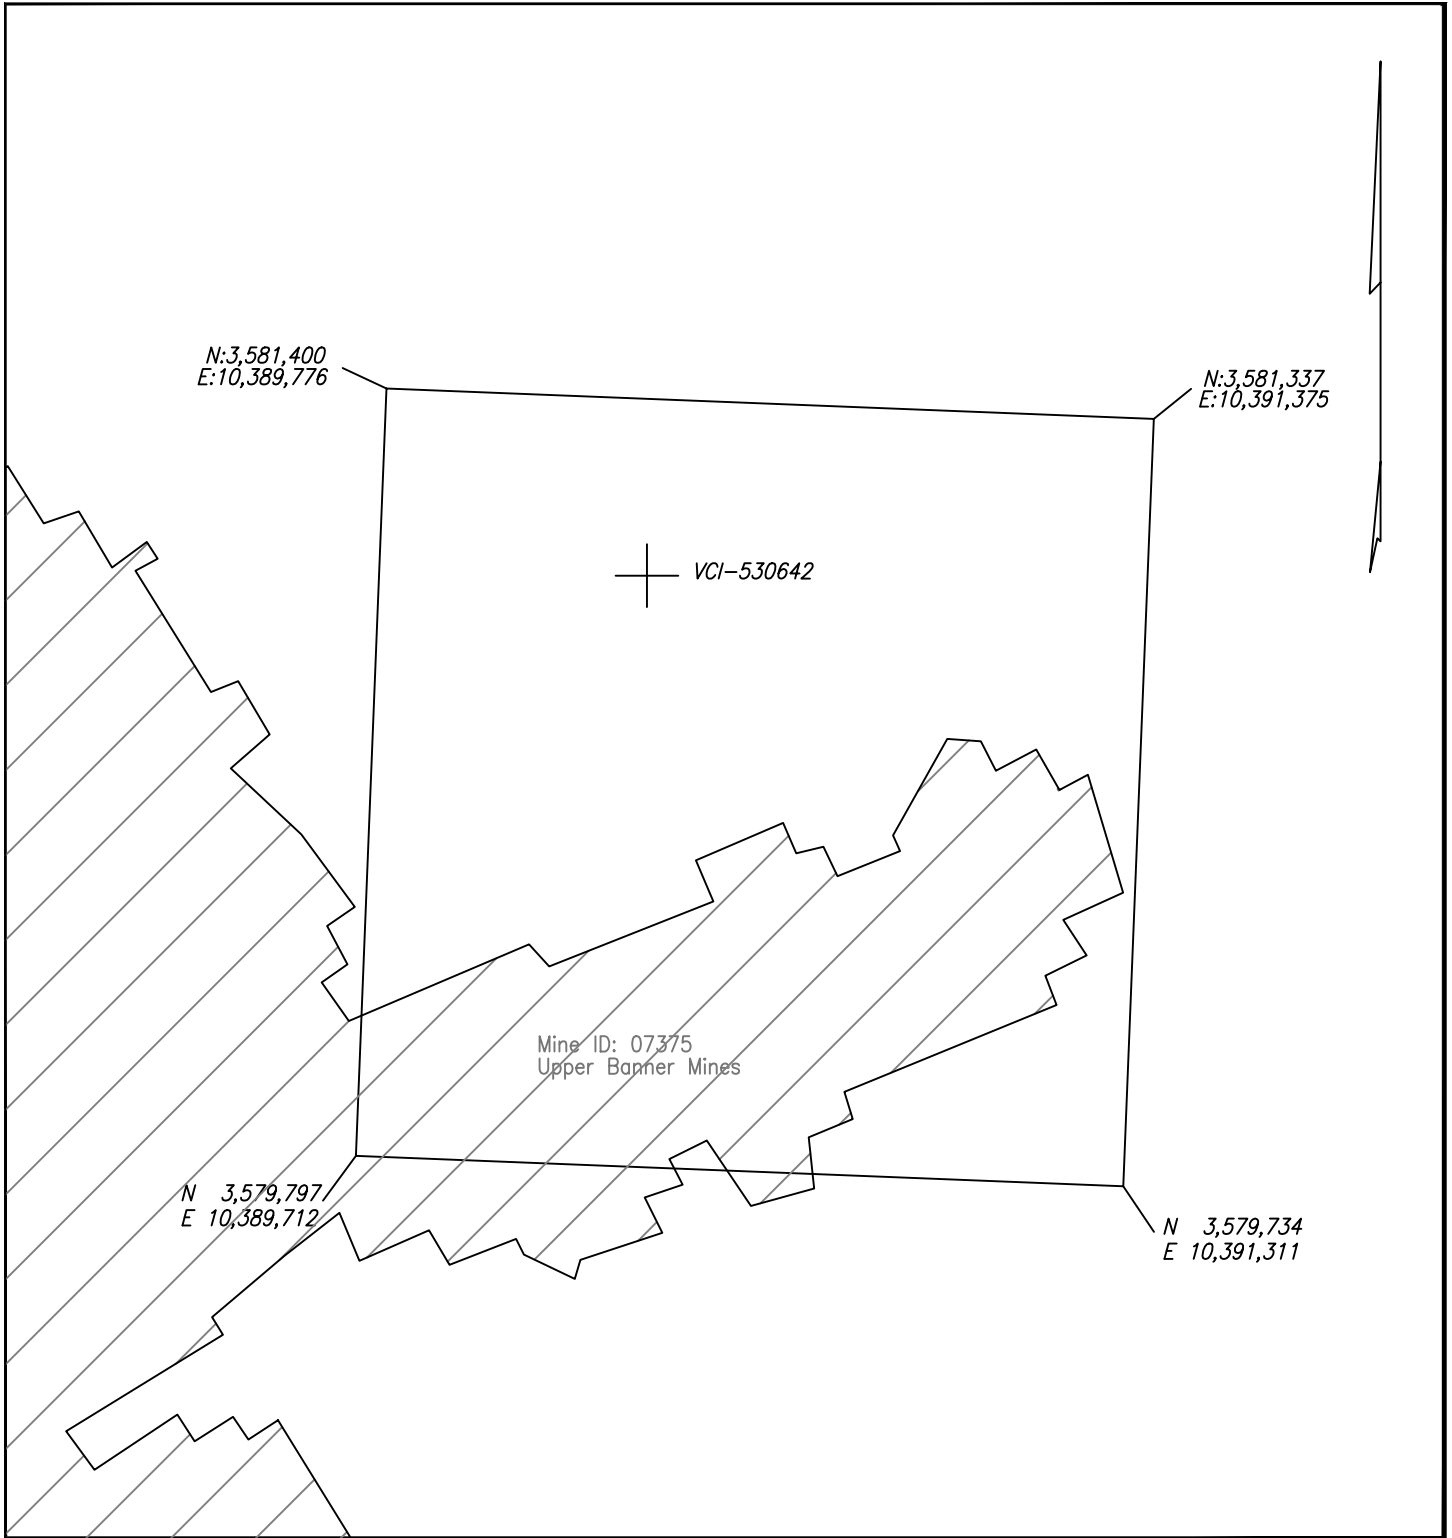 N:3,581,400
E:10,389,776
N:3,581,337
E:10,391,375
VCI-530642
Mine ID: 07375
Upper Banner Mines
N 3,579,797
E 10,389,712
N 3,579,734
E 10,391,311